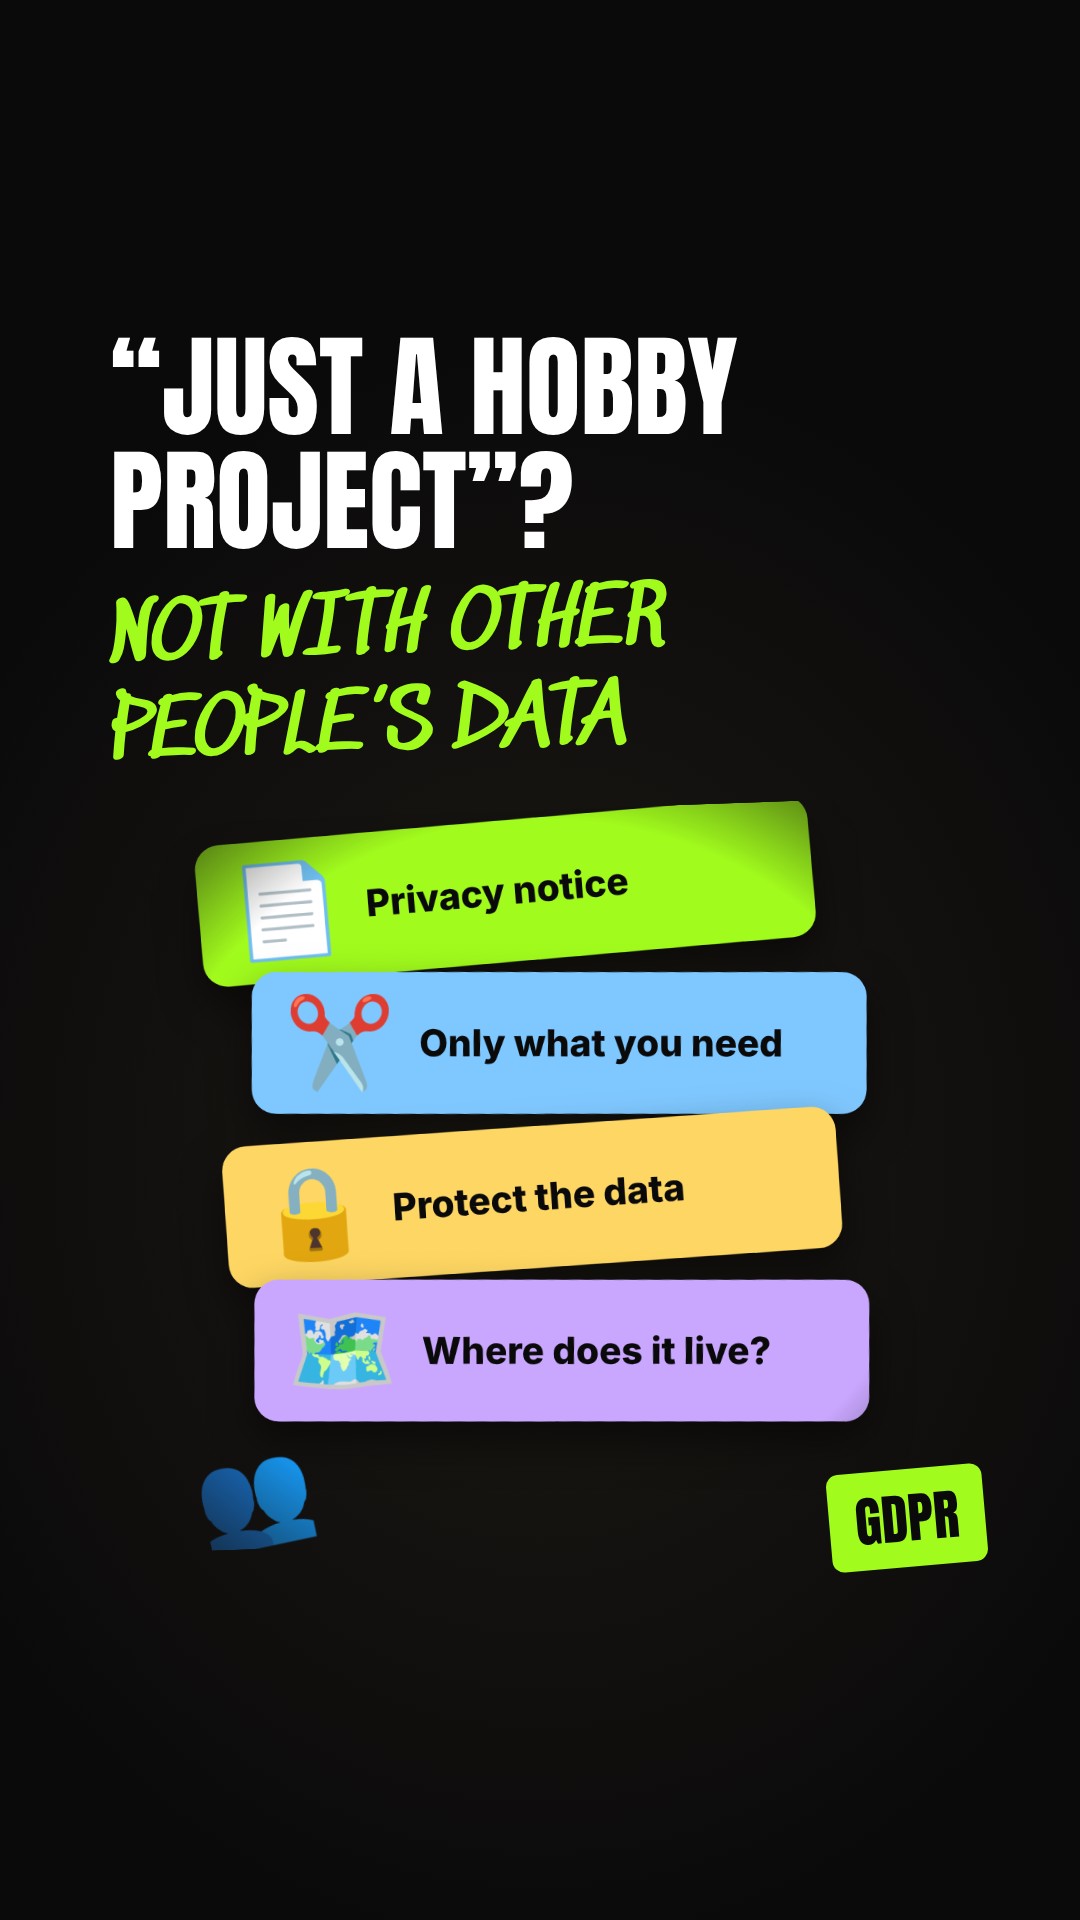 “JUST A HOBBY
PROJECT”?
NOT WITH OTHER
PEOPLE’S DATA
Privacy notice
Only what you need
Protect the data
Where does it live?
GDPR